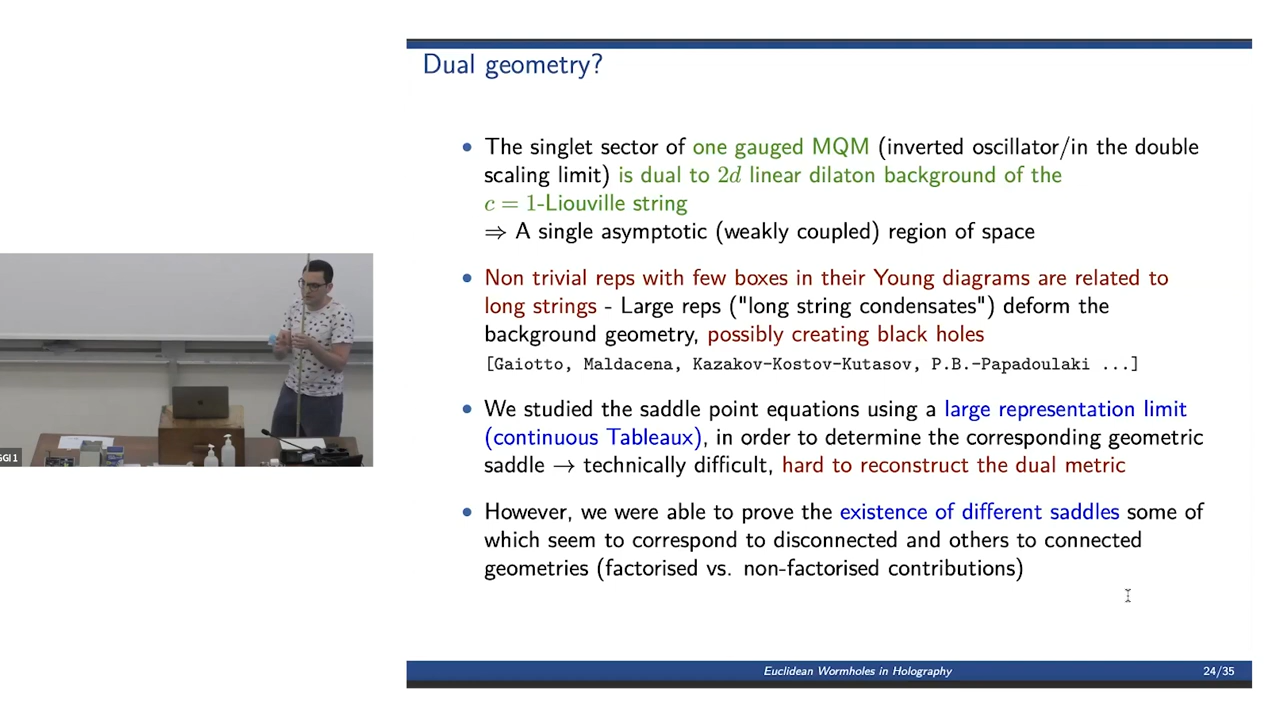 Dual geometry?
• The singlet sector of one gauged MQM (inverted oscillator/in the double
scaling limit) is dual to 2d linear dilaton background of the
c = 1-Liouville string
⇒ A single asymptotic (weakly coupled) region of space
• Non trivial reps with few boxes in their Young diagrams are related to
long strings - Large reps ("long string condensates") deform the
background geometry, possibly creating black holes
[Gaiotto, Maldacena, Kazakov-Kostov-Kutasov, P.B.-Papadoulaki ...]
• We studied the saddle point equations using a large representation limit
(continuous Tableaux), in order to determine the corresponding geometric
saddle → technically difficult, hard to reconstruct the dual metric
• However, we were able to prove the existence of different saddles some of
which seem to correspond to disconnected and others to connected
geometries (factorised vs. non-factorised contributions)
GGI 1
Euclidean Wormholes in Holography
24/35